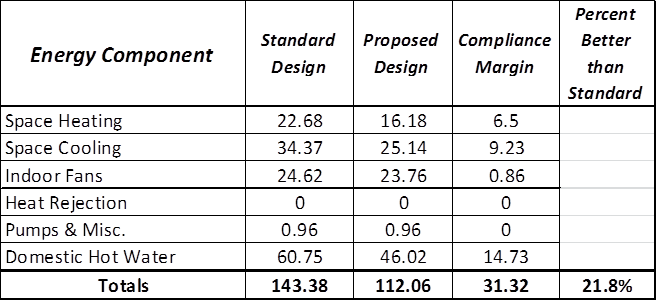 Energy Component Standard Design Proposed Design Compliance Margin Percent Better than Standard
Space Heating 22.68 16.18 6.5
Space Cooling 34.37 25.14 9.23
Indoor Fans 24.62 23.76 0.86
Heat Rejection 0 0 0
Pumps & Misc. 0.96 0.96 0
Domestic Hot Water 60.75 46.02 14.73
Totals 143.38 112.06 31.32 21.8%